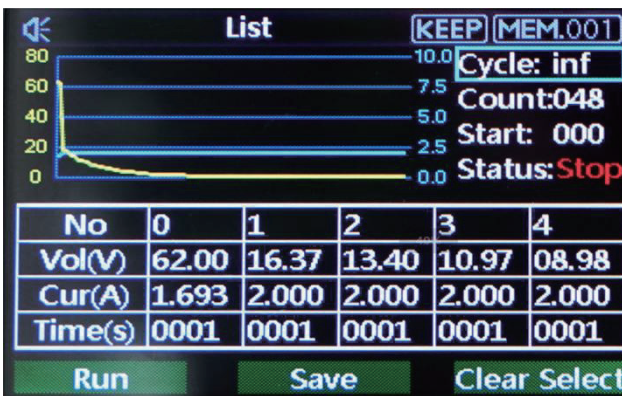 List KEEP MEM.001
80 10.0 Cycle: inf
60 7.5 Count:048
40 5.0 Start: 000
20 2.5 Status:Stop
0 0.0
No 0 1 2 3 4
Vol(V) 62.00 16.37 13.40 10.97 08.98
Cur(A) 1.693 2.000 2.000 2.000 2.000
Time(s) 0001 0001 0001 0001 0001
Run Save Clear Select